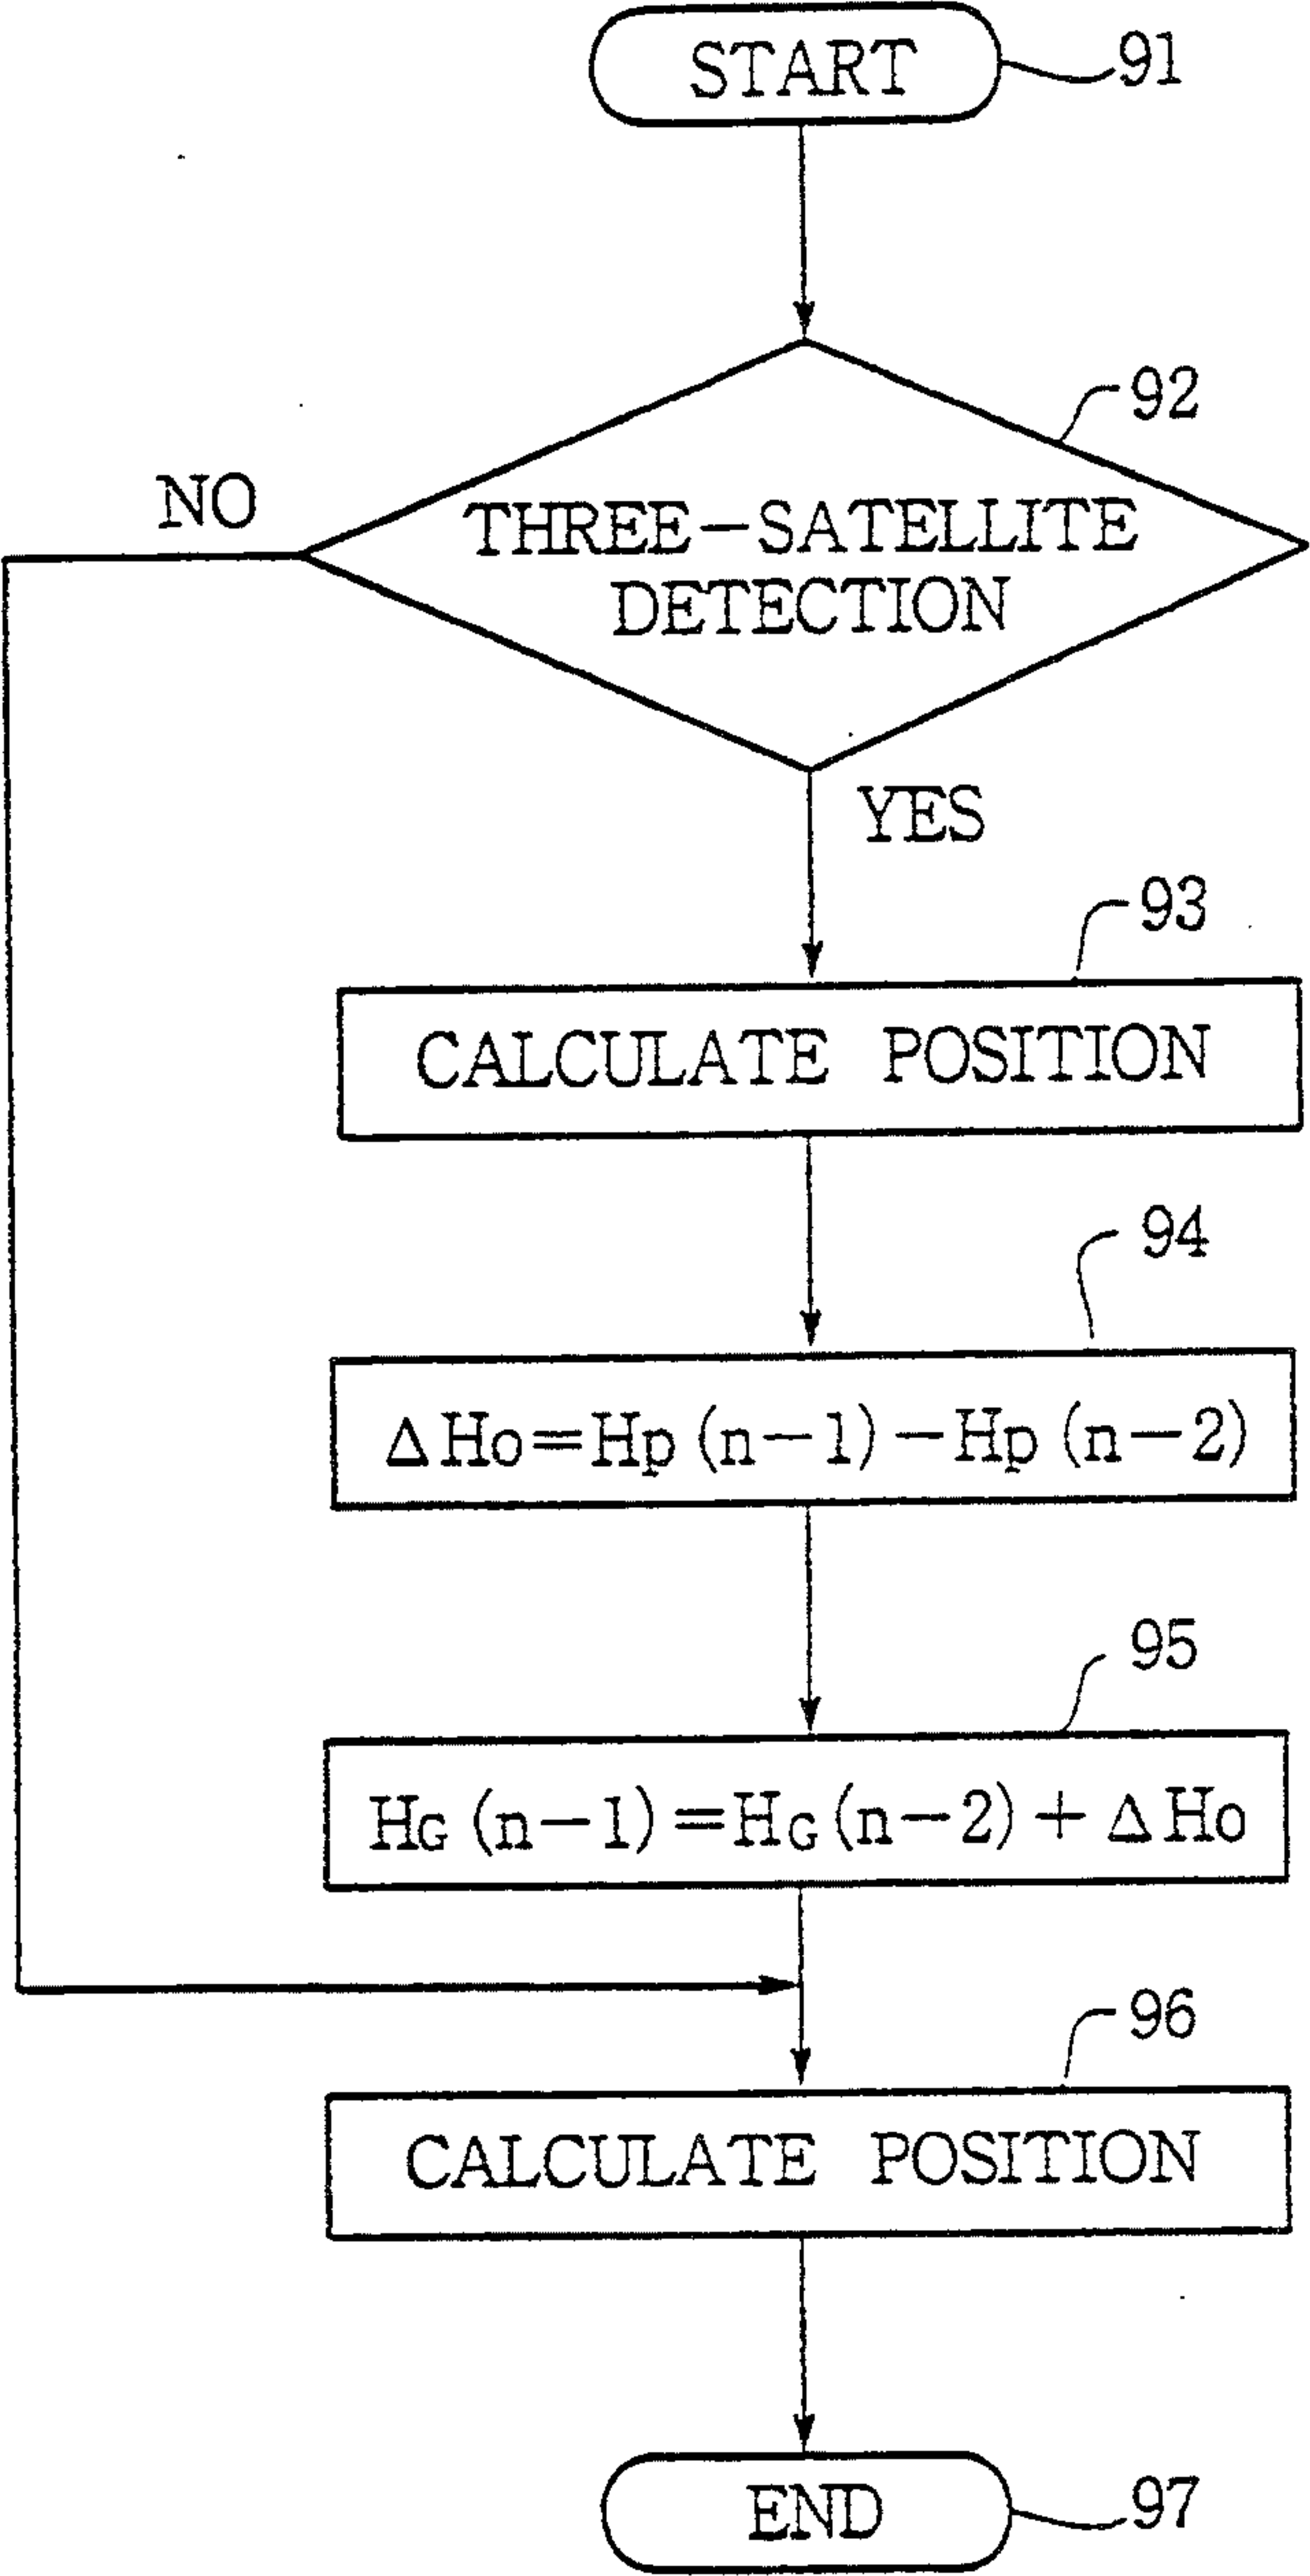 START
91
92
NO
THREE-SATELLITE
DETECTION
YES
93
CALCULATE POSITION
94
ΔHo=Hp(n-1)-Hp(n-2)
95
HG(n-1)=HG(n-2)+ΔHo
96
CALCULATE POSITION
END
97